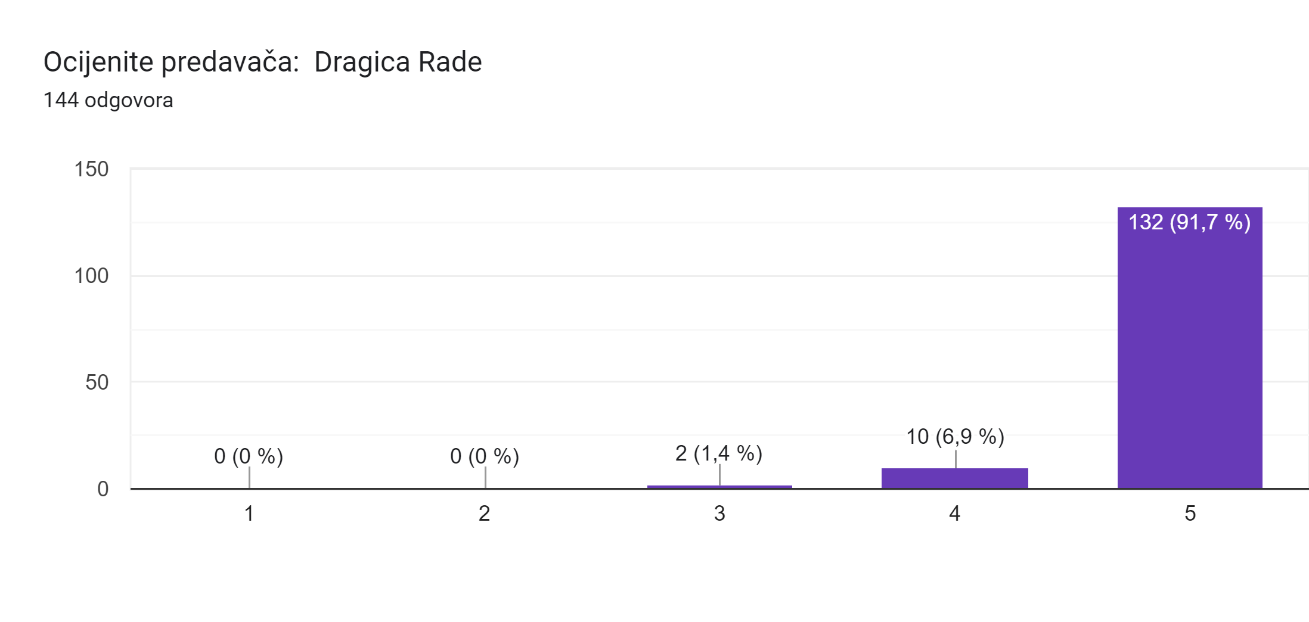 Ocijenite predavača:  Dragica Rade
144 odgovora
150
100
50
0
0 (0 %)
0 (0 %)
2 (1,4 %)
10 (6,9 %)
132 (91,7 %)
1
2
3
4
5